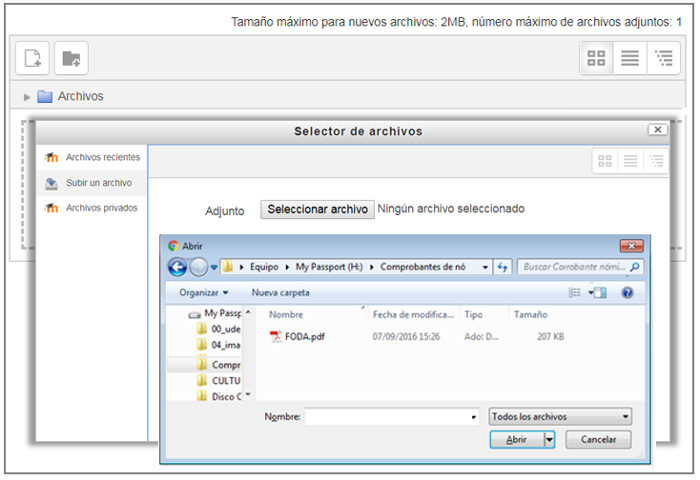 Tamaño máximo para nuevos archivos: 2MB, número máximo de archivos adjuntos: 1
Archivos
Selector de archivos
Archivos recientes
Subir un archivo
Archivos privados
Adjunto Seleccionar archivo Ningún archivo seleccionado
Abrir
Equipo My Passport (H:) Comprobantes de nó
Buscar Corrobante nómi...
Organizar Nueva carpeta
My Passp Nombre Fecha de modifica... Tipo Tamaño
00_ude FODA.pdf 07/09/2016 15:26 Ado: D... 207 KB
04_ima
Compr
CULTU
Disco C
Nombre: Todos los archivos
Abrir Cancelar